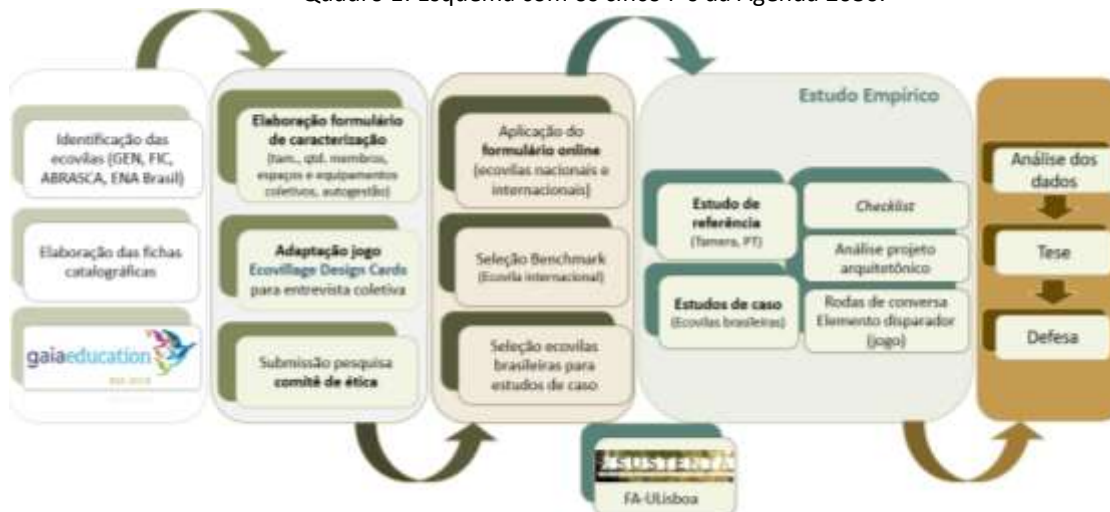 Quadro 1. Esquema com os cinco P's da Agenda 2030.
Identificação das
ecovilas (GEN, FIC,
ABRASCA, ENA Brasil)
Elaboração das fichas
catalográficas
gaiaeducation
Elaboração formulário
de caracterização
(tam., qtd. membros,
espaços e equipamentos
coletivos, autogestão)
Adaptação jogo
Ecovillage Design Cards
para entrevista coletiva
Submissão pesquisa
comitê de ética
Aplicação do
formulário online
(ecovilas nacionais e
internacionais)
Seleção Benchmark
(Ecovila internacional)
Seleção ecovilas
brasileiras para
estudos de caso
Estudo Empírico
Estudo de
referência
(Tamera, PT)
Estudos de caso
(Ecovilas brasileiras)
Checklist
Análise projeto
arquitetônico
Rodas de conversa
Elemento disparador
(jogo)
Análise dos
dados
Tese
Defesa
SUSTENTA
FA-ULisboa